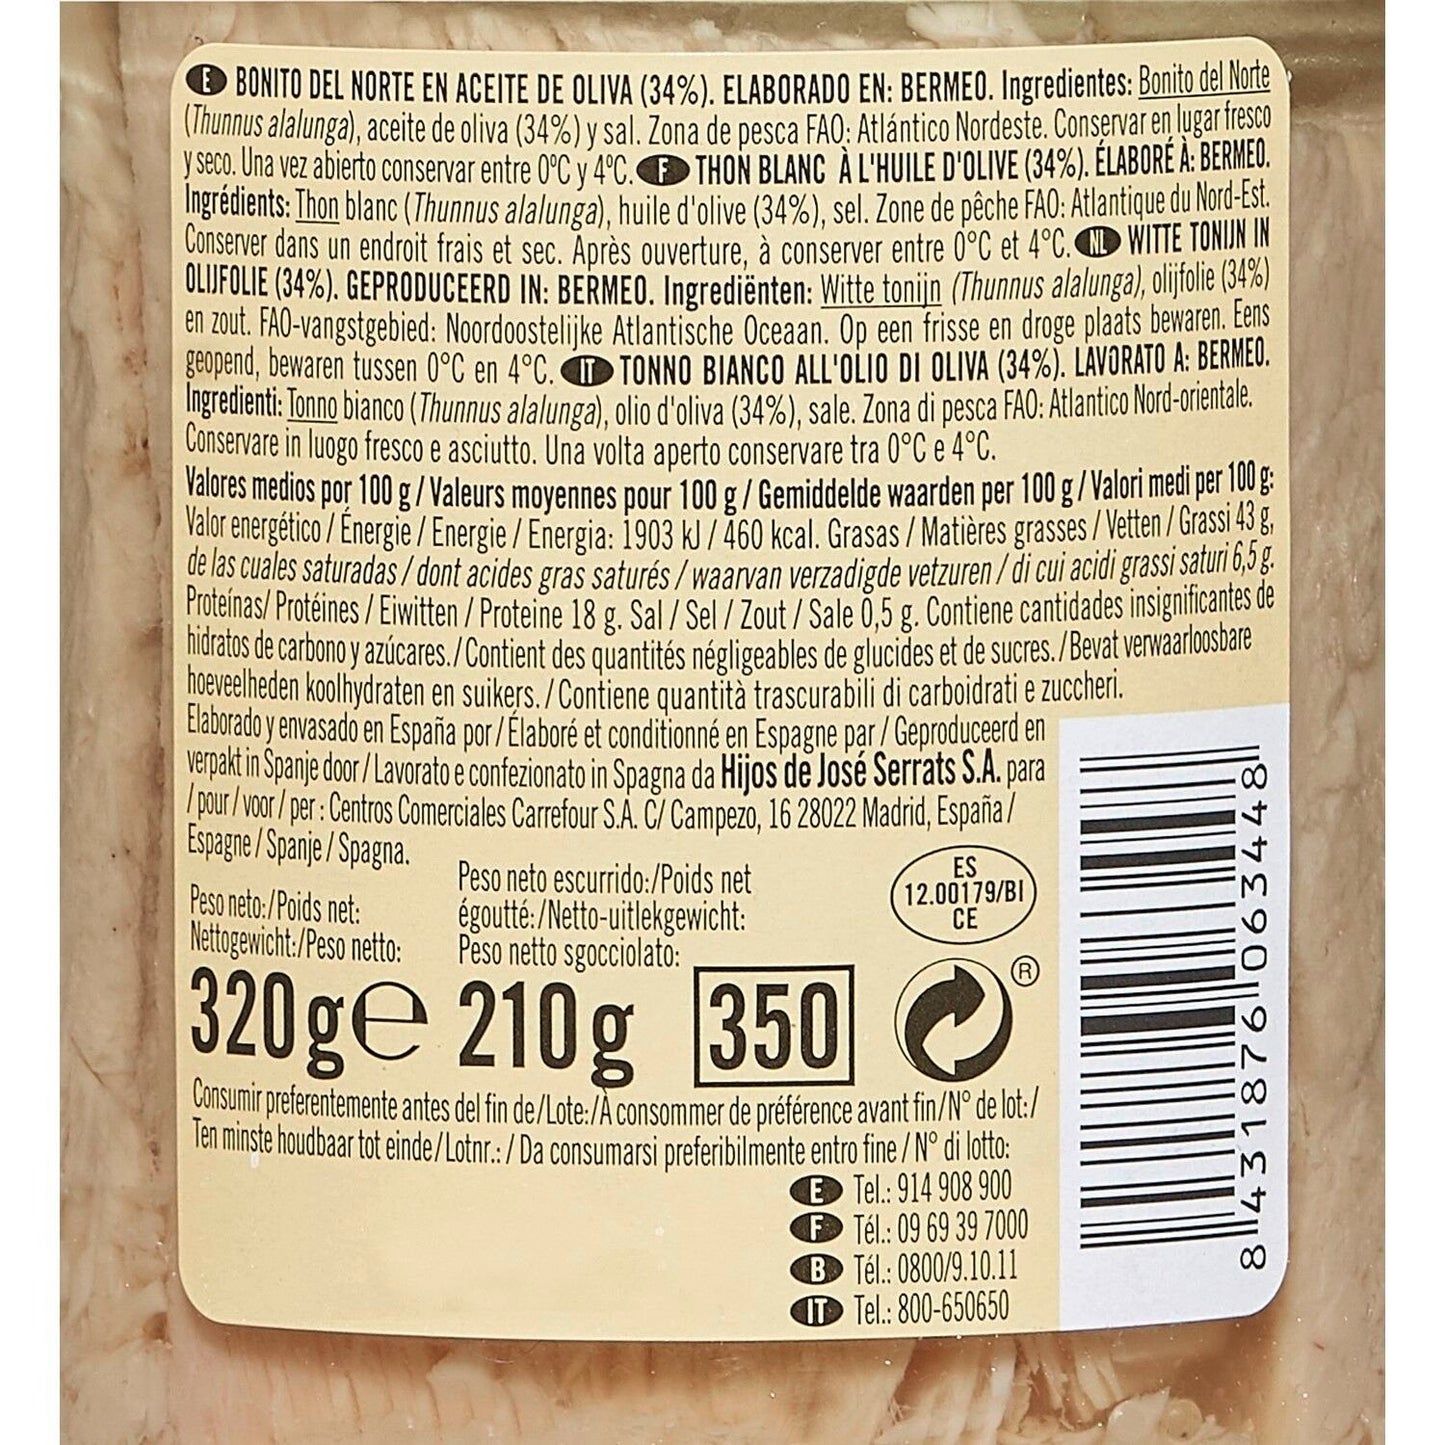 E BONITO DEL NORTE EN ACEITE DE OLIVA (34%). ELABORADO EN: BERMEO. Ingredientes: Bonito del Norte
(Thunnus alalunga), aceite de oliva (34%) y sal. Zona de pesca FAO: Atlántico Nordeste. Conservar en lugar fresco
y seco. Una vez abierto conservar entre 0ºC y 4ºC. F THON BLANC À L'HUILE D'OLIVE (34%). ÉLABORÉ À: BERMEO.
Ingrédients: Thon blanc (Thunnus alalunga), huile d'olive (34%), sel. Zone de pêche FAO: Atlantique du Nord-Est.
Conserver dans un endroit frais et sec. Après ouverture, à conserver entre 0°C et 4°C. NL WITTE TONIJN IN
OLIJFOLIE (34%). GEPRODUCEERD IN: BERMEO. Ingrediënten: Witte tonijn (Thunnus alalunga), olijfolie (34%)
en zout. FAO-vangstgebied: Noordoostelijke Atlantische Oceaan. Op een frisse en droge plaats bewaren. Eens
geopend, bewaren tussen 0°C en 4°C. IT TONNO BIANCO ALL'OLIO DI OLIVA (34%). LAVORATO A: BERMEO.
Ingredienti: Tonno bianco (Thunnus alalunga), olio d'oliva (34%), sale. Zona di pesca FAO: Atlantico Nord-orientale.
Conservare in luogo fresco e asciutto. Una volta aperto conservare tra 0°C e 4°C.
Valores medios por 100 g / Valeurs moyennes pour 100 g / Gemiddelde waarden per 100 g / Valori medi per 100 g:
Valor energético / Énergie / Energie / Energia: 1903 kJ / 460 kcal. Grasas / Matières grasses / Vetten / Grassi 43 g,
de las cuales saturadas / dont acides gras saturés / waarvan verzadigde vetzuren / di cui acidi grassi saturi 6,5 g.
Proteínas/ Protéines / Eiwitten / Proteine 18 g. Sal / Sel / Zout / Sale 0,5 g. Contiene cantidades insignificantes de
hidratos de carbono y azúcares. / Contient des quantités négligeables de glucides et de sucres. / Bevat verwaarloosbare
hoeveelheden koolhydraten en suikers. / Contiene quantità trascurabili di carboidrati e zuccheri.
Elaborado y envasado en España por / Élaboré et conditionné en Espagne par / Geproduceerd en
verpakt in Spanje door / Lavorato e confezionato in Spagna da Hijos de José Serrats S.A. para
/ pour / voor / per : Centros Comerciales Carrefour S.A. C/ Campezo, 16 28022 Madrid, España /
Espagne / Spanje / Spagna.
Peso neto:/Poids net:
Nettogewicht:/Peso netto:
320g e
Peso neto escurrido:/Poids net
égoutté:/Netto-uitlekgewicht:
Peso netto sgocciolato:
210g
350
ES
12.00179/BI
CE
®
Consumir preferentemente antes del fin de/Lote:/À consommer de préférence avant fin/N° de lot:/
Ten minste houdbaar tot einde/Lotnr.: / Da consumarsi preferibilmente entro fine / N° di lotto:
E Tel.: 914 908 900
F Tél.: 09 69 39 7000
B Tél.: 0800/9.10.11
IT Tel.: 800-650650
8 431876 063448